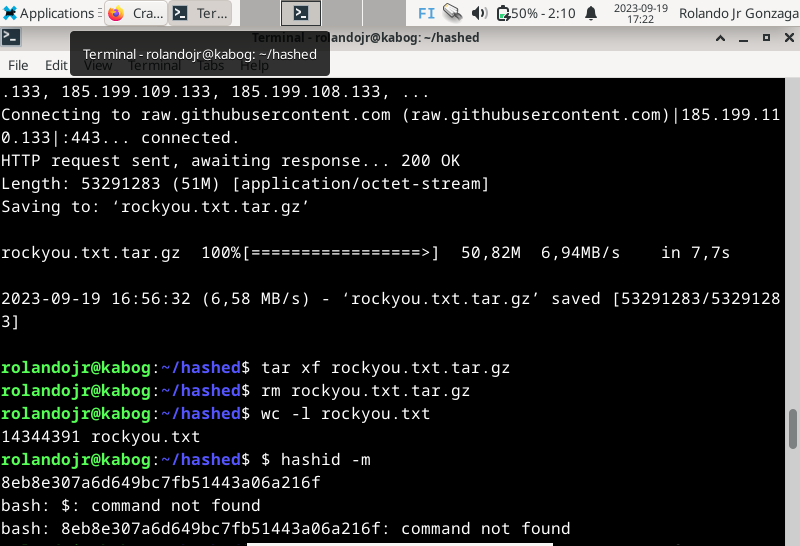 Applications
Cra...
Ter...
FI
50% - 2:10
2023-09-19
17:22
Rolando Jr Gonzaga
Terminal - rolandojr@kabog: ~/hashed
Terminal - rolandojr@kabog: ~/hashed
File Edit View Terminal Tabs Help
.133, 185.199.109.133, 185.199.108.133, ...
Connecting to raw.githubusercontent.com (raw.githubusercontent.com)|185.199.11
0.133|:443... connected.
HTTP request sent, awaiting response... 200 OK
Length: 53291283 (51M) [application/octet-stream]
Saving to: ‘rockyou.txt.tar.gz’
rockyou.txt.tar.gz 100%[=================>] 50,82M 6,94MB/s in 7,7s
2023-09-19 16:56:32 (6,58 MB/s) - ‘rockyou.txt.tar.gz’ saved [53291283/5329128
3]
rolandojr@kabog:~/hashed$ tar xf rockyou.txt.tar.gz
rolandojr@kabog:~/hashed$ rm rockyou.txt.tar.gz
rolandojr@kabog:~/hashed$ wc -l rockyou.txt
14344391 rockyou.txt
rolandojr@kabog:~/hashed$ $ hashid -m
8eb8e307a6d649bc7fb51443a06a216f
bash: $: command not found
bash: 8eb8e307a6d649bc7fb51443a06a216f: command not found